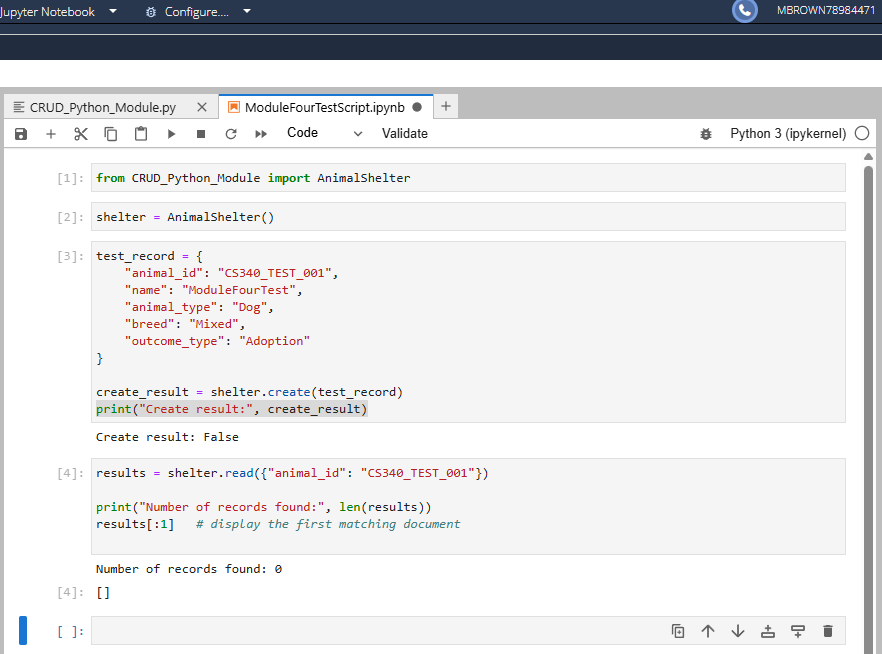 Jupyter Notebook Configure.... MBROWN78984471
CRUD_Python_Module.py ModuleFourTestScript.ipynb
Code Validate Python 3 (ipykernel)
[1]: from CRUD_Python_Module import AnimalShelter
[2]: shelter = AnimalShelter()
[3]: test_record = {
"animal_id": "CS340_TEST_001",
"name": "ModuleFourTest",
"animal_type": "Dog",
"breed": "Mixed",
"outcome_type": "Adoption"
}
create_result = shelter.create(test_record)
print("Create result:", create_result)
Create result: False
[4]: results = shelter.read({"animal_id": "CS340_TEST_001"})
print("Number of records found:", len(results))
results[:1] # display the first matching document
Number of records found: 0
[4]: []
[ ]: